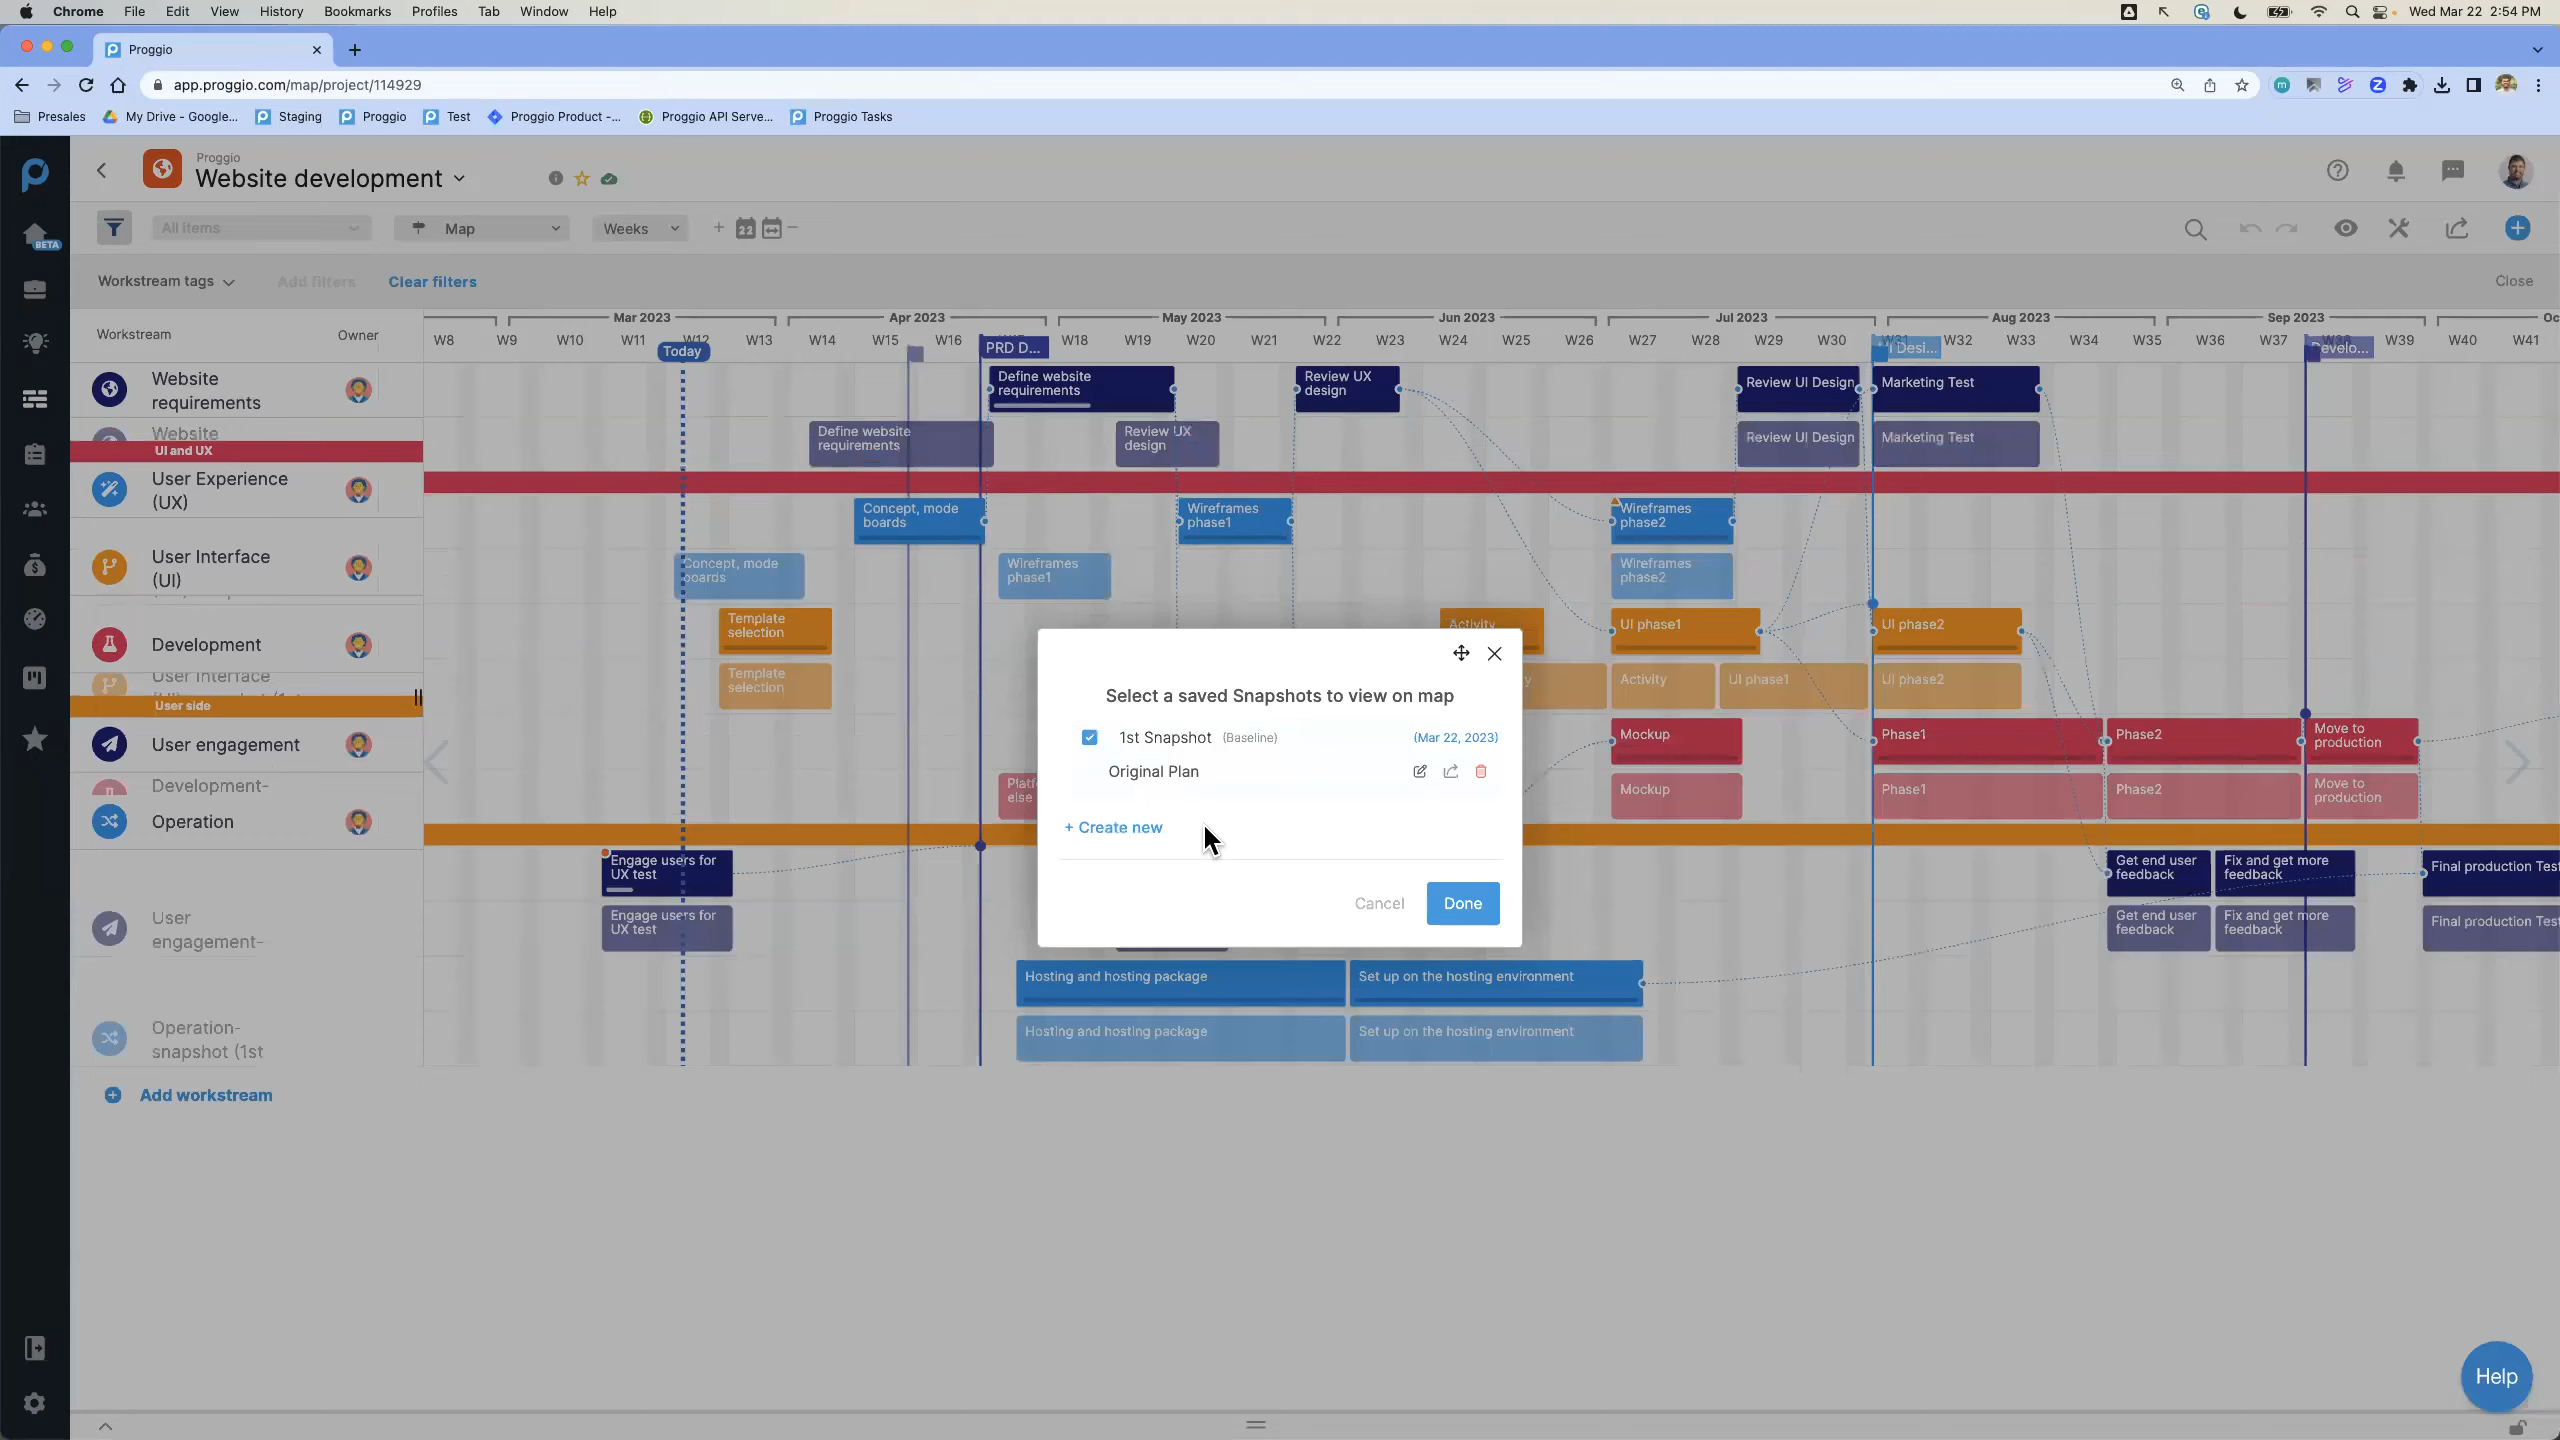 Chrome File Edit View History Bookmarks Profiles Tab Window Help
Wed Mar 22 2:54 PM
Proggio
app.proggio.com/map/project/114929
Presales My Drive - Google... Staging Proggio Test Proggio Product -... Proggio API Serve... Proggio Tasks
Proggio
Website development
BETA
All items Map Weeks 21
Workstream tags Add filters Clear filters Close
Mar 2023 Apr 2023 May 2023 Jun 2023 Jul 2023 Aug 2023 Sep 2023 Oc
Workstream Owner
W8 W9 W10 W11 W12 W13 W14 W15 W16 W18 W19 W20 W21 W22 W23 W24 W25 W26 W27 W28 W29 W30 W31 W32 W33 W34 W35 W36 W37 W38 W39 W40 W41
Today PRD D... I Desi... Develo...
Website
requirements
Define website
requirements
Review UX
design
Review UI Design
Marketing Test
Website
UI and UX
Define website
requirements
Review UX
design
Review UI Design
Marketing Test
User Experience
(UX)
Concept, mode
boards
Wireframes
phase1
Wireframes
phase2
User Interface
(UI)
Concept, mode
boards
Wireframes
phase1
Wireframes
phase2
Development
Template
selection
Activity
UI phase1
UI phase2
User Interface
User side
Template
selection
y
Activity
UI phase1
UI phase2
User engagement
Mockup
Phase1
Phase2
Move to
production
Development-
Platf
else
Mockup
Phase1
Phase2
Move to
production
Operation
Select a saved Snapshots to view on map
1st Snapshot (Baseline) (Mar 22, 2023)
Original Plan
+ Create new
Cancel Done
Engage users for
UX test
Get end user
feedback
Fix and get more
feedback
Final production Test
User
engagement-
Engage users for
UX test
Get end user
feedback
Fix and get more
feedback
Final production Test
Hosting and hosting package
Set up on the hosting environment
Operation-
snapshot (1st
Hosting and hosting package
Set up on the hosting environment
Add workstream
Help